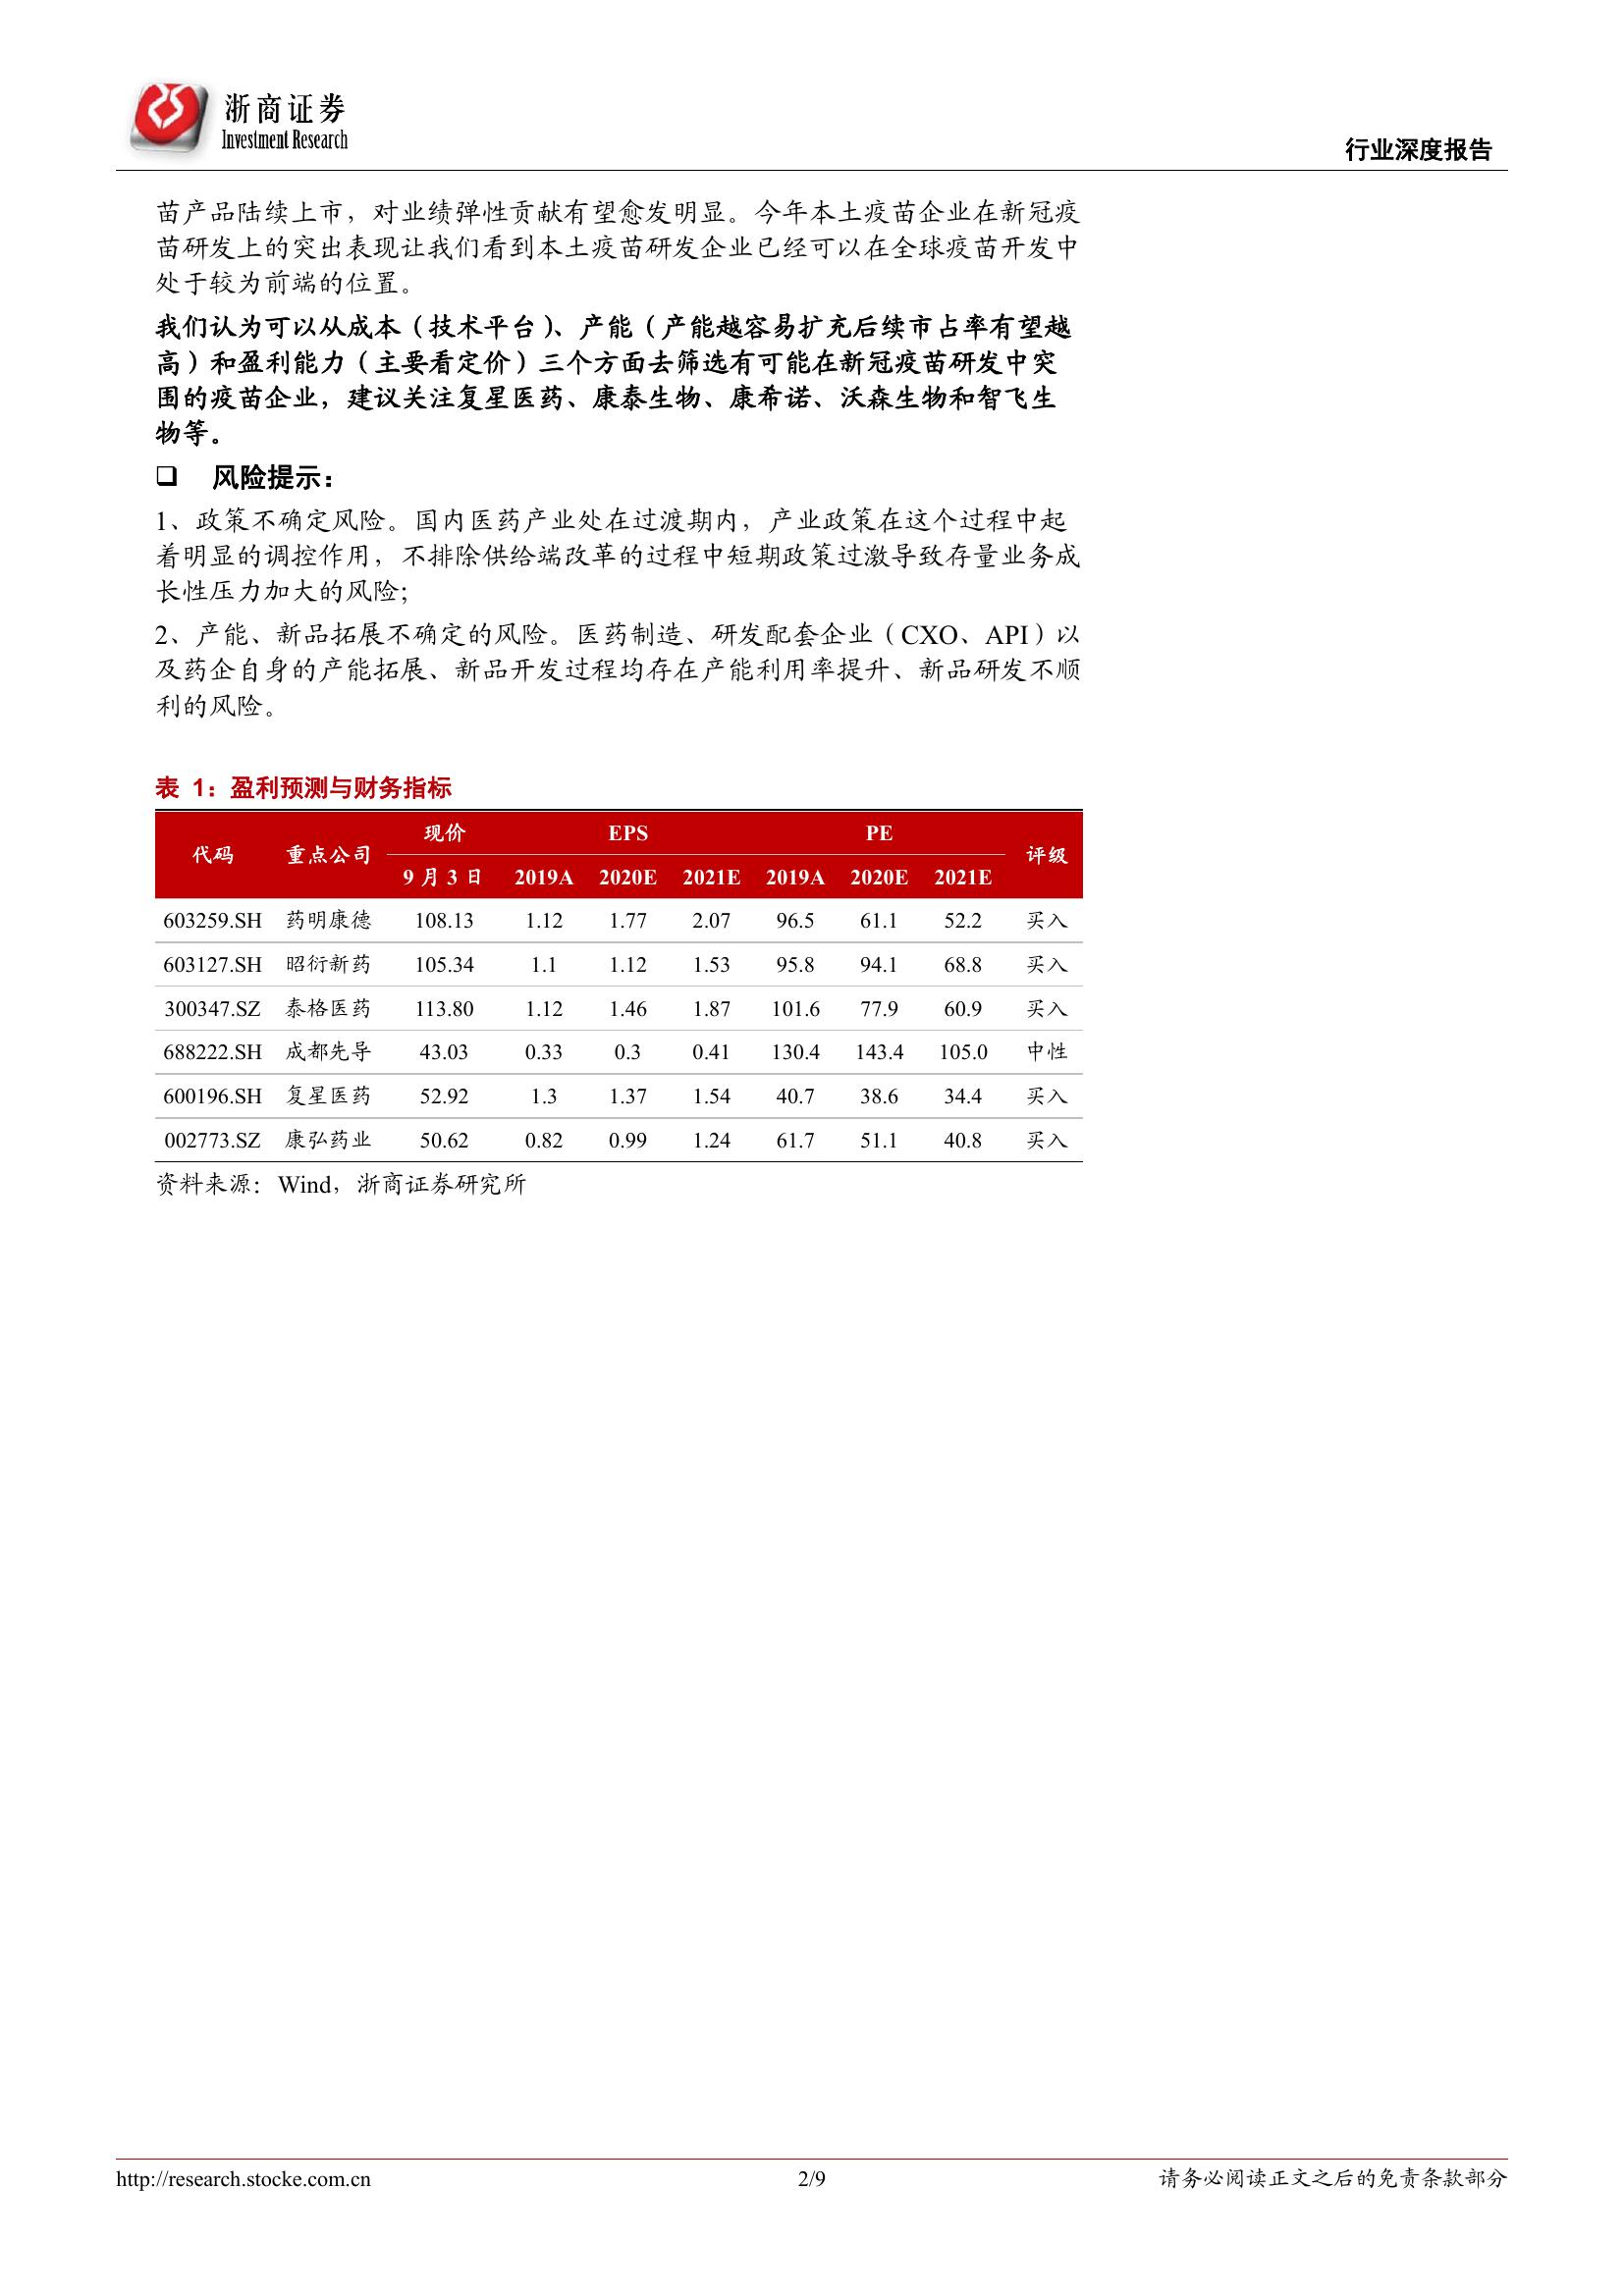 浙商证券
Investment Research
行业深度报告
苗产品陆续上市，对业绩弹性贡献有望愈发明显。今年本土疫苗企业在新冠疫
苗研发上的突出表现让我们看到本土疫苗研发企业已经可以在全球疫苗开发中
处于较为前端的位置。
我们认为可以从成本（技术平台）、产能（产能越容易扩充后续市占率有望越
高）和盈利能力（主要看定价）三个方面去筛选有可能在新冠疫苗研发中突
围的疫苗企业，建议关注复星医药、康泰生物、康希诺、沃森生物和智飞生
物等。
❑ 风险提示：
1、政策不确定风险。国内医药产业处在过渡期内，产业政策在这个过程中起
着明显的调控作用，不排除供给端改革的过程中短期政策过激导致存量业务成
长性压力加大的风险；
2、产能、新品拓展不确定的风险。医药制造、研发配套企业（CXO、API）以
及药企自身的产能拓展、新品开发过程均存在产能利用率提升、新品研发不顺
利的风险。
表 1：盈利预测与财务指标
代码 重点公司 现价 EPS PE 评级
9 月 3 日 2019A 2020E 2021E 2019A 2020E 2021E
603259.SH 药明康德 108.13 1.12 1.77 2.07 96.5 61.1 52.2 买入
603127.SH 昭衍新药 105.34 1.1 1.12 1.53 95.8 94.1 68.8 买入
300347.SZ 泰格医药 113.80 1.12 1.46 1.87 101.6 77.9 60.9 买入
688222.SH 成都先导 43.03 0.33 0.3 0.41 130.4 143.4 105.0 中性
600196.SH 复星医药 52.92 1.3 1.37 1.54 40.7 38.6 34.4 买入
002773.SZ 康弘药业 50.62 0.82 0.99 1.24 61.7 51.1 40.8 买入
资料来源：Wind，浙商证券研究所
http://research.stocke.com.cn 2/9 请务必阅读正文之后的免责条款部分